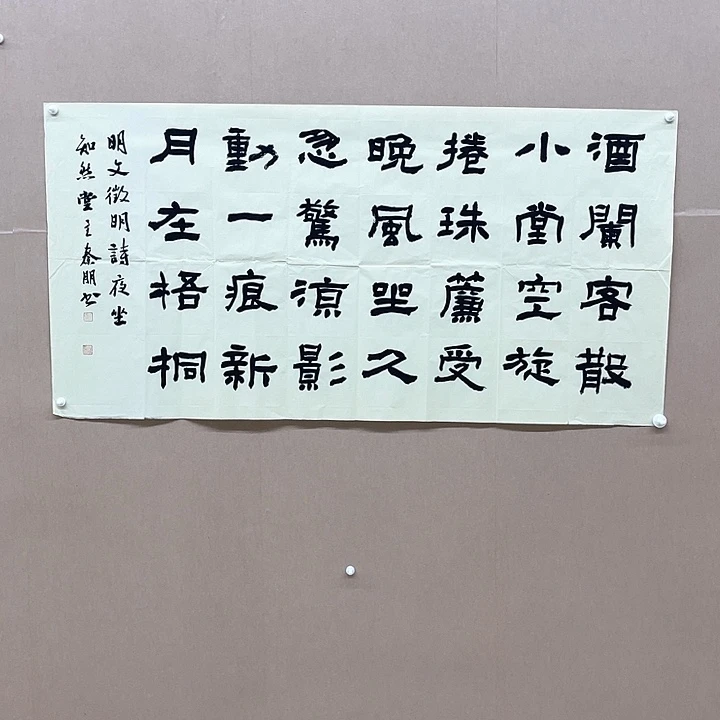 酒闌客散
小堂空旋
捲珠簾受
晚風坐久
忽驚涼影
動一痕新
月在梧桐
明文徵明詩夜坐
知然堂主秦朋书